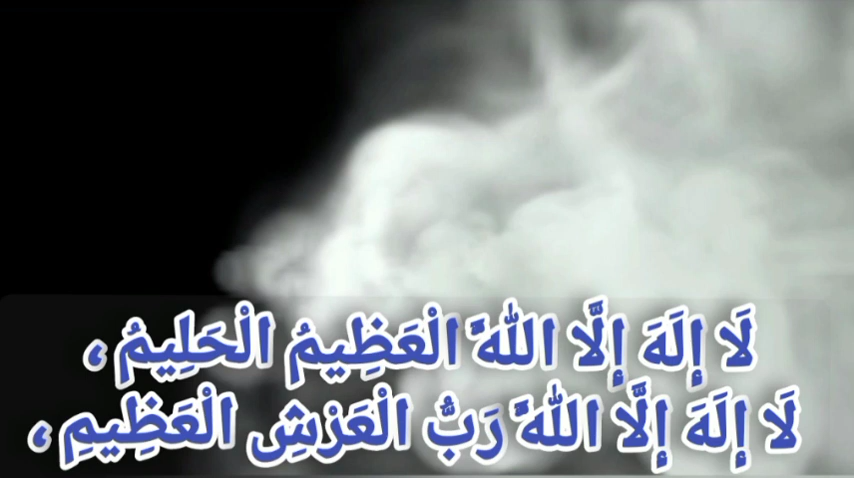 لَا إِلَهَ إِلَّا اللَّهُ الْعَظِيمُ الْحَلِيمُ ،
لَا إِلَهَ إِلَّا اللَّهُ رَبُّ الْعَرْشِ الْعَظِيمِ ،